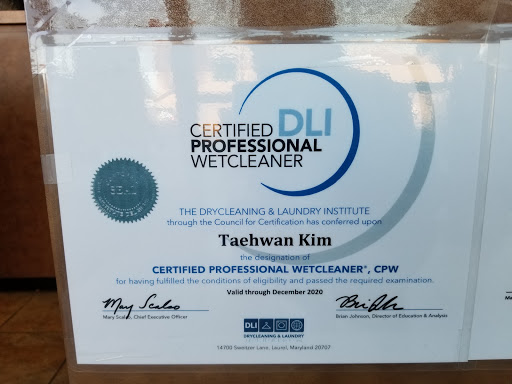 CERTIFIED DLI
PROFESSIONAL
WETCLEANER
THE DRYCLEANING & LAUNDRY INSTITUTE
through the Council for Certification has conferred upon
Taehwan Kim
the designation of
CERTIFIED PROFESSIONAL WETCLEANER®, CPW
for having fulfilled the conditions of eligibility and passed the required examination.
Valid through December 2020
Mary Scalco, Chief Executive Officer
Brian Johnson, Director of Education & Analysis
DLI
DRYCLEANING & LAUNDRY
14700 Sweitzer Lane, Laurel, Maryland 20707